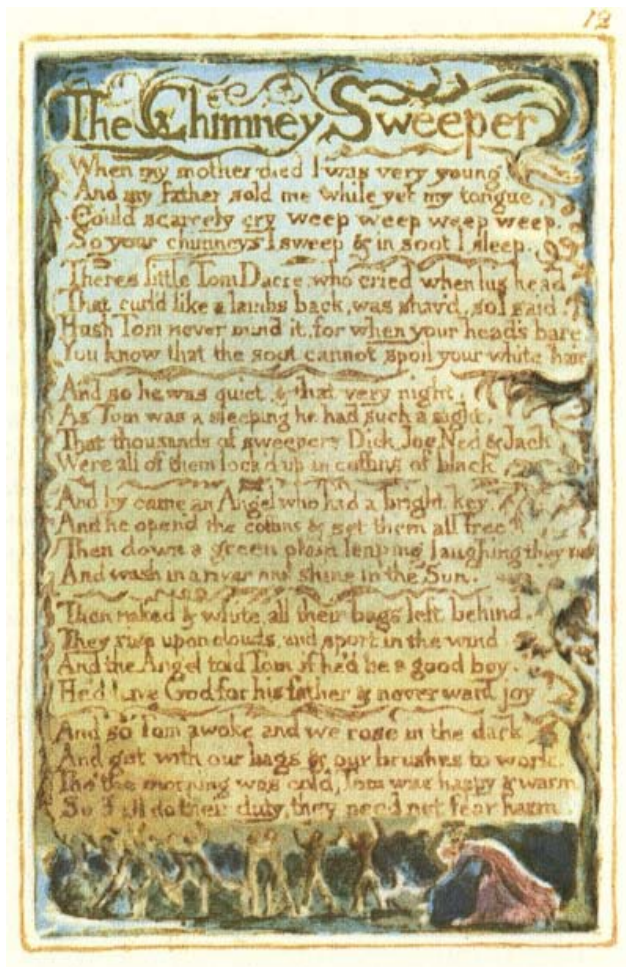 12
The Chimney Sweeper
When my mother died I was very young
And my father sold me while yet my tongue,
Could scarcely cry weep weep weep weep.
So your chimneys I sweep & in soot I sleep.
Theres little Tom Dacre, who cried when his head
That curl'd like a lambs back, was shav'd, so I said.
Hush Tom never mind it, for when your head's bare
You know that the soot cannot spoil your white hair
And so he was quiet, & that very night,
As Tom was a sleeping he had such a sight,
That thousands of sweepers Dick, Joe, Ned & Jack
Were all of them lock'd up in coffins of black,
And by came an Angel who had a bright key,
And he open'd the coffins & set them all free.
Then down a green plain leaping laughing they run
And wash in a river and shine in the Sun.
Then naked & white, all their bags left behind,
They rise upon clouds, and sport in the wind.
And the Angel told Tom if he'd be a good boy,
He'd have God for his father & never want joy
And so Tom awoke and we rose in the dark
And got with our bags & our brushes to work.
Tho' the morning was cold, Tom was happy & warm
So if all do their duty, they need not fear harm